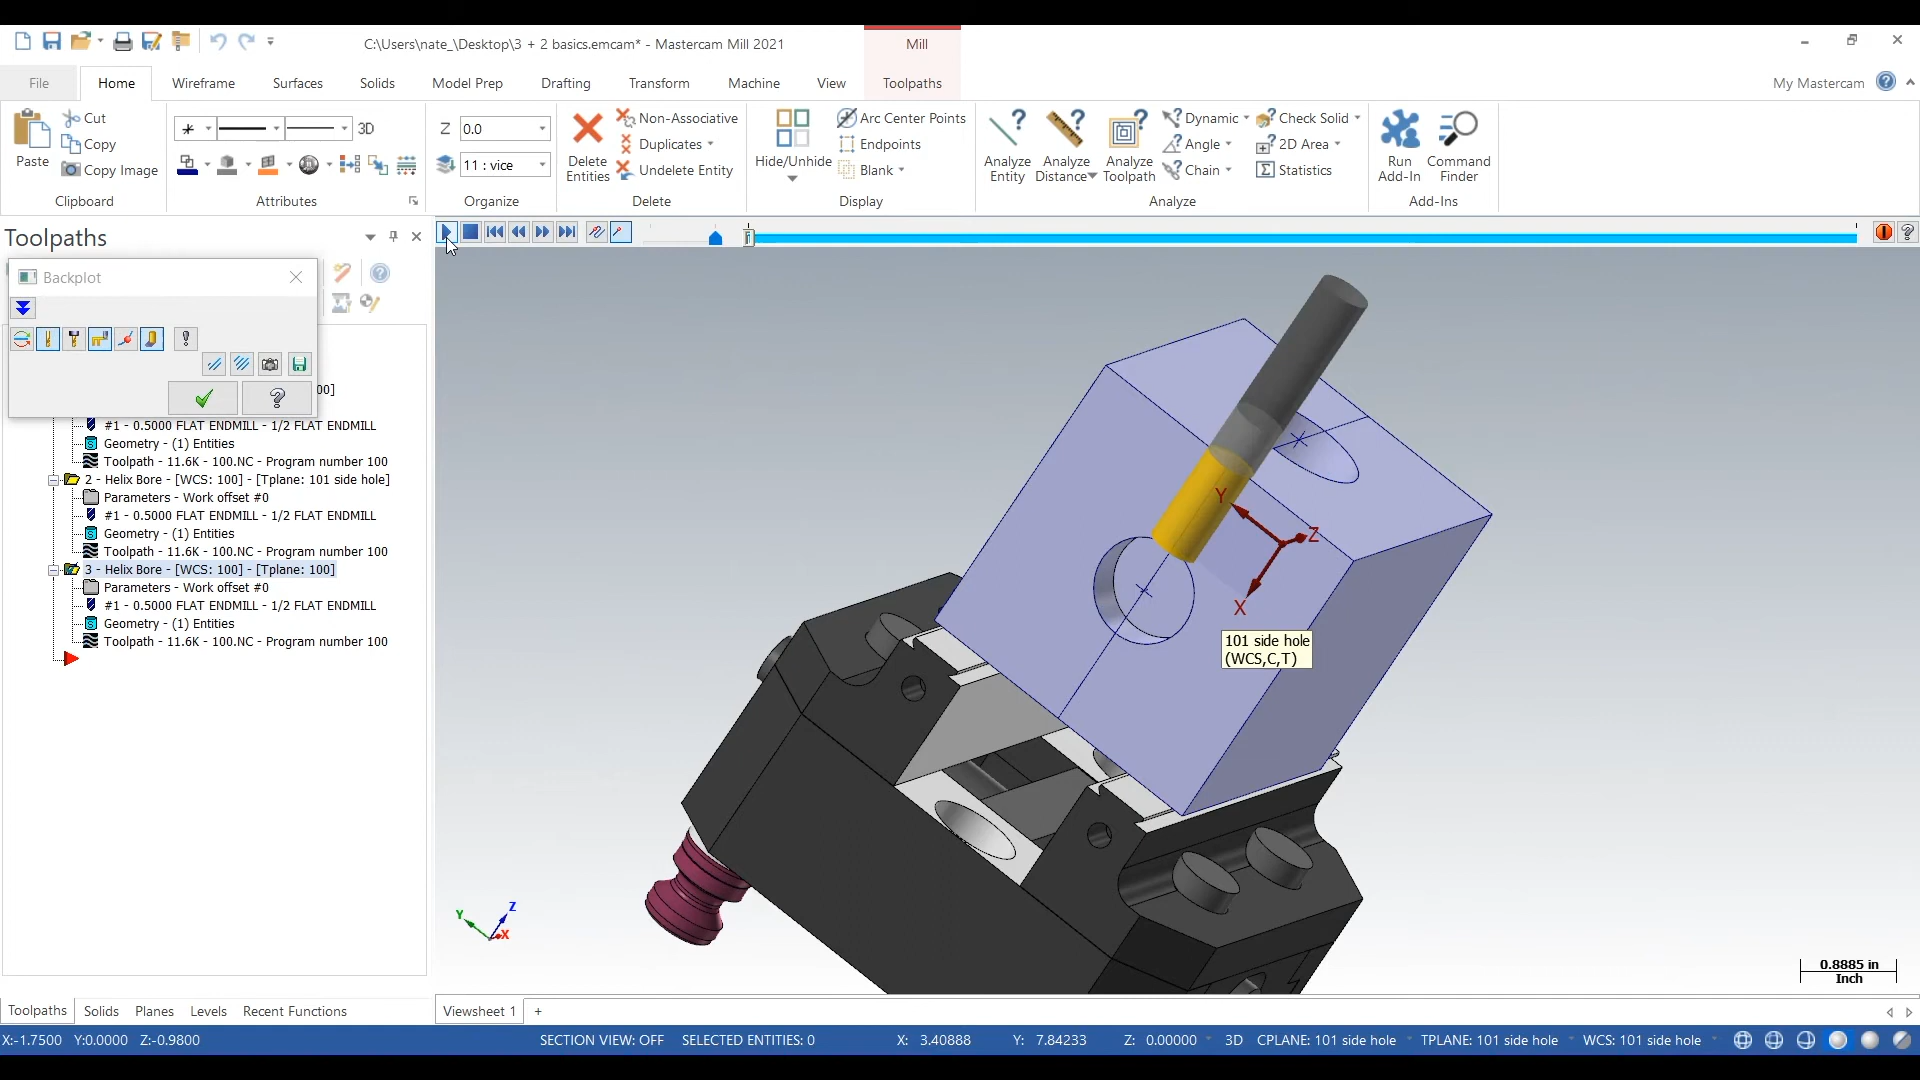 C:\Users\nate_\Desktop\3 + 2 basics.emcam* - Mastercam Mill 2021
Mill
File
Home
Wireframe
Surfaces
Solids
Model Prep
Drafting
Transform
Machine
View
Toolpaths
My Mastercam
Paste
Cut
Copy
Copy Image
Clipboard
3D
Attributes
Z 0.0
11 : vice
Organize
Delete Entities
Non-Associative
Duplicates
Undelete Entity
Delete
Hide/Unhide
Arc Center Points
Endpoints
Blank
Display
Analyze Entity
Analyze Distance
Analyze Toolpath
Dynamic
Angle
Chain
Check Solid
2D Area
Statistics
Analyze
Run Add-In
Command Finder
Add-Ins
Toolpaths
Backplot
00]
#1 - 0.5000 FLAT ENDMILL - 1/2 FLAT ENDMILL
Geometry - (1) Entities
Toolpath - 11.6K - 100.NC - Program number 100
2 - Helix Bore - [WCS: 100] - [Tplane: 101 side hole]
Parameters - Work offset #0
#1 - 0.5000 FLAT ENDMILL - 1/2 FLAT ENDMILL
Geometry - (1) Entities
Toolpath - 11.6K - 100.NC - Program number 100
3 - Helix Bore - [WCS: 100] - [Tplane: 100]
Parameters - Work offset #0
#1 - 0.5000 FLAT ENDMILL - 1/2 FLAT ENDMILL
Geometry - (1) Entities
Toolpath - 11.6K - 100.NC - Program number 100
Y
Z
X
101 side hole
(WCS,C,T)
Z
Y
X
0.8885 in
Inch
Toolpaths
Solids
Planes
Levels
Recent Functions
Viewsheet 1
+
X:-1.7500 Y:0.0000 Z:-0.9800
SECTION VIEW: OFF
SELECTED ENTITIES: 0
X: 3.40888
Y: 7.84233
Z: 0.00000
3D
CPLANE: 101 side hole
TPLANE: 101 side hole
WCS: 101 side hole